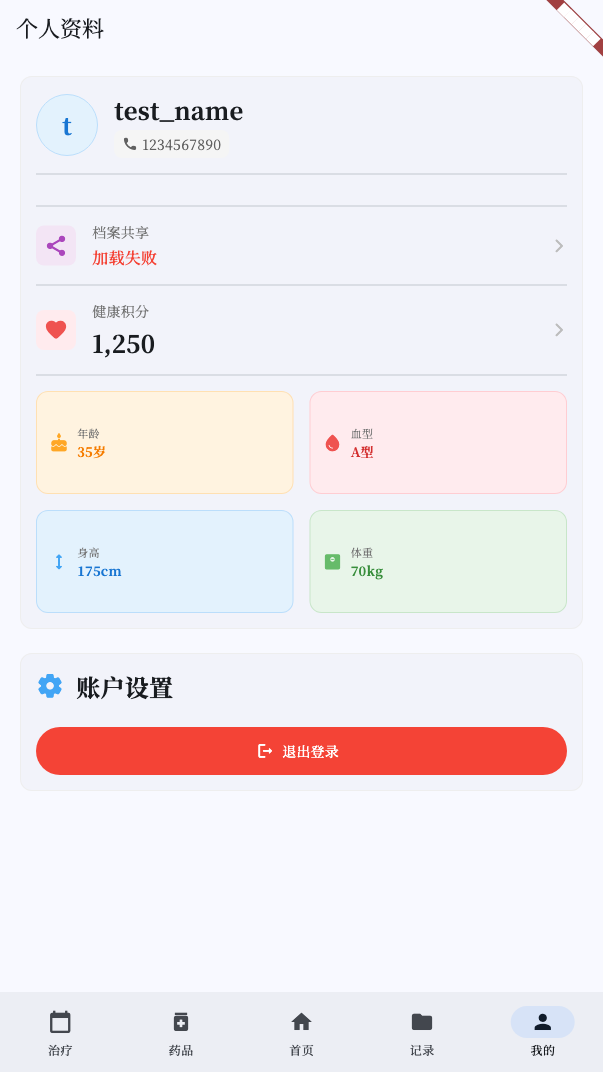 个人资料
t
test_name
1234567890
档案共享
加载失败
健康积分
1,250
年龄
35岁
血型
A型
身高
175cm
体重
70kg
账户设置
退出登录
治疗
药品
首页
记录
我的